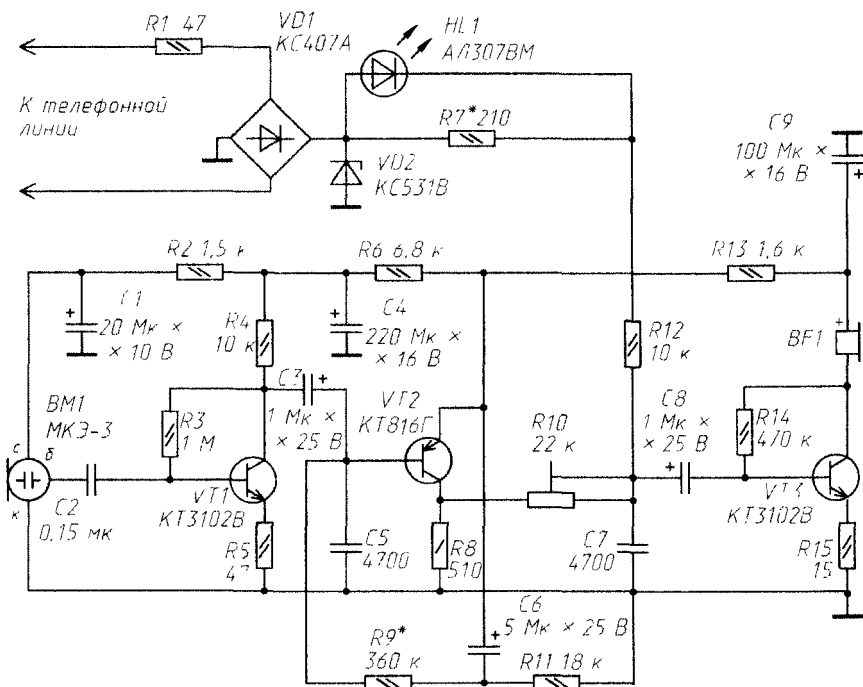 R1 47
VD1
КС407А
HL1
АЛ307ВМ
К телефонной
линии
R7*210
VD2
КС531В
C9
100 Мк ×
× 16 В
R2 1,5 к
R6 6,8 к
R13 1,6 к
20 Мк ×
× 10 В
R4
10 к
C4
220 Мк ×
× 16 В
R12
10 к
BF1
BM1
МКЭ-3
R3
1 М
C3
1 Мк ×
× 25 В
VT2
КТ816Г
R10
22 к
C8
1 Мк ×
× 25 В
R14
470 к
с
б
к
C2
0,15 мк
VT1
КТ3102В
КТ3102В
R5
47
C5
4700
R8
510
C7
4700
R15
15
C6
5 Мк × 25 В
R9*
360 к
R11 18 к